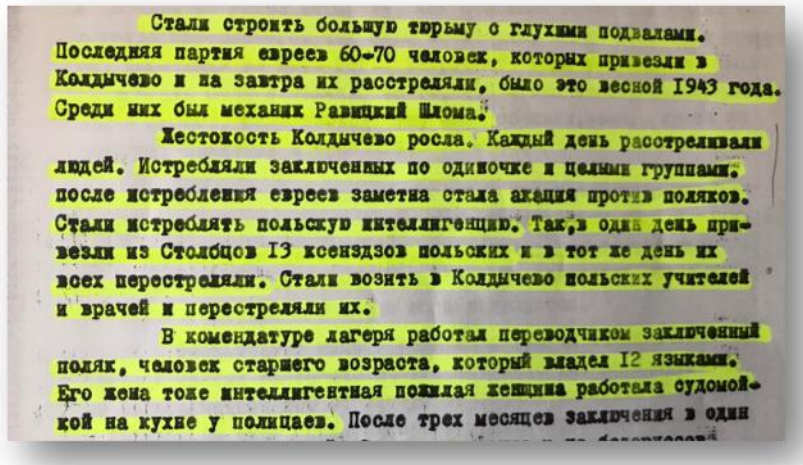 Стали строить большую тюрьму с глухими подвалами.
Последняя партия евреев 60-70 человек, которых привезли в
Колдычево и на завтра их расстреляли, было это весной 1943 года.
Среди них был механик Равицкий Шлома.
Жестокость Колдычево росла. Каждый день расстреливали
людей. Истребляли заключенных по одиночке и целыми группами.
после истребления евреев заметна стала акация против поляков.
Стали истреблять польскую интеллигенцию. Так,в один день при-
везли из Столбцов 13 ксенздзов польских и в тот же день их
всех перестреляли. Стали возить в Колдычево польских учителей
и врачей и перестреляли их.
В комендатуре лагеря работал переводчиком заключенный
поляк, человек старшего возраста, который владел 12 языками.
Его жена тоже интеллигентная пожилая женщина работала судомой-
кой на кухне у полицаев. После трех месяцев заключения в один